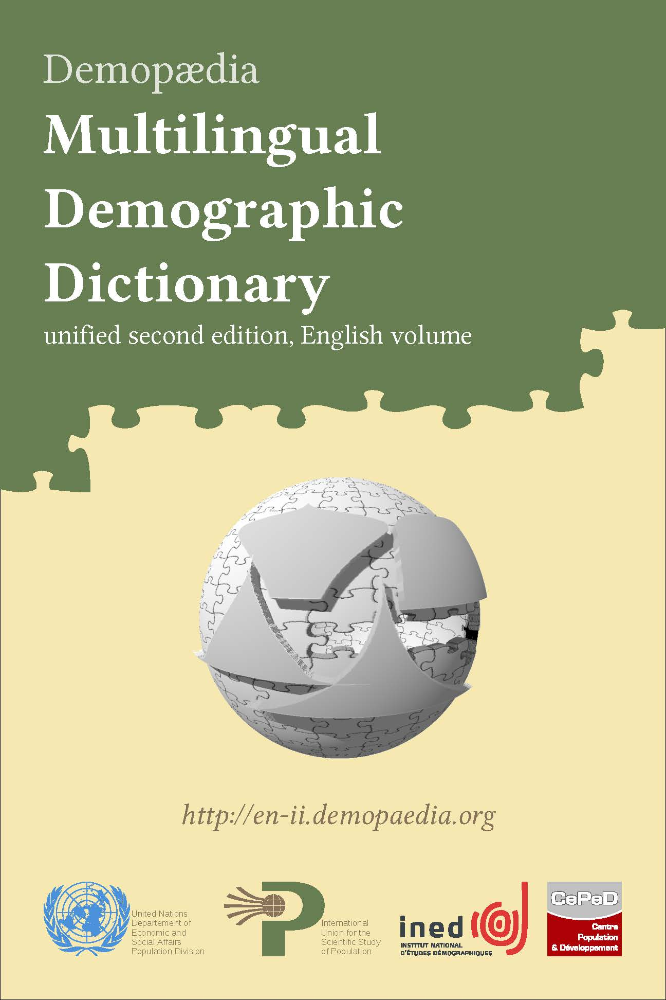 Demopædia
Multilingual
Demographic
Dictionary
unified second edition, English volume
http://en-ii.demopaedia.org
United Nations
Departement of
Economic and
Social Affairs
Population Division
International
Union for the
Scientific Study
of Population
ined
INSTITUT NATIONAL
D'ÉTUDES DÉMOGRAPHIQUES
CePeD
Centre
Population
& Développement